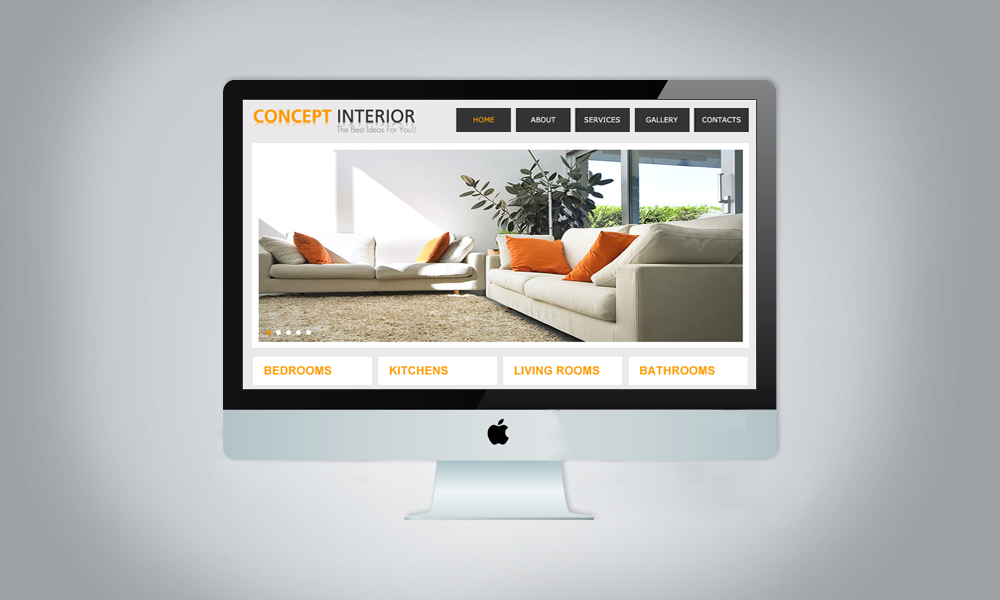 CONCEPT INTERIOR
The Best Ideas For You!!
HOME ABOUT SERVICES GALLERY CONTACTS
BEDROOMS KITCHENS LIVING ROOMS BATHROOMS